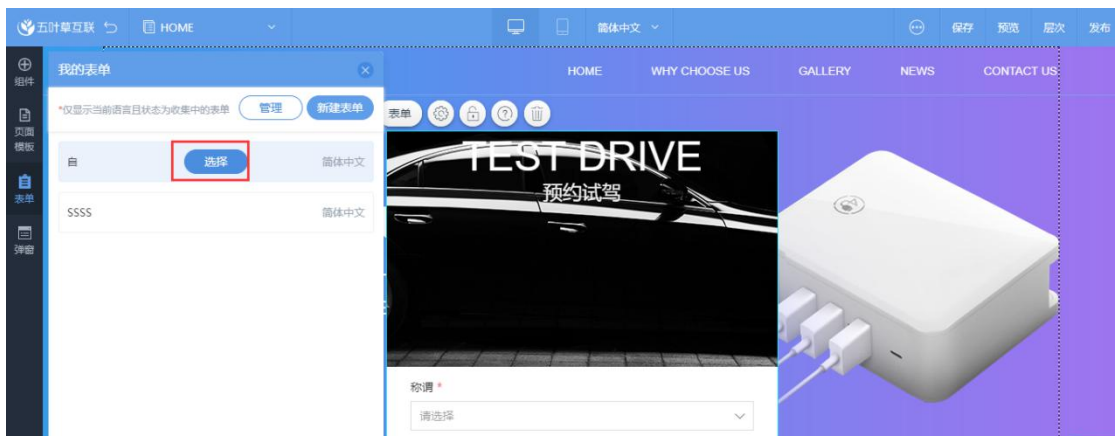 五叶草互联 HOME 简体中文 保存 预览 层次 发布
组件
页面
模板
表单
弹窗
我的表单
*仅显示当前语言且状态为收集中的表单 管理 新建表单
自 选择 简体中文
SSSS 简体中文
HOME WHY CHOOSE US GALLERY NEWS CONTACT US
表单
TEST DRIVE
预约试驾
称谓 *
请选择